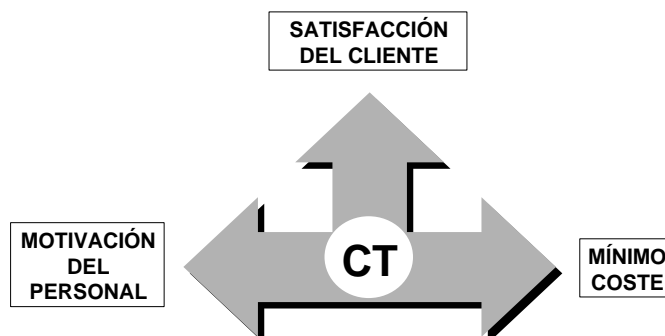 SATISFACCIÓN
DEL CLIENTE
MOTIVACIÓN
DEL
PERSONAL
CT
MÍNIMO
COSTE